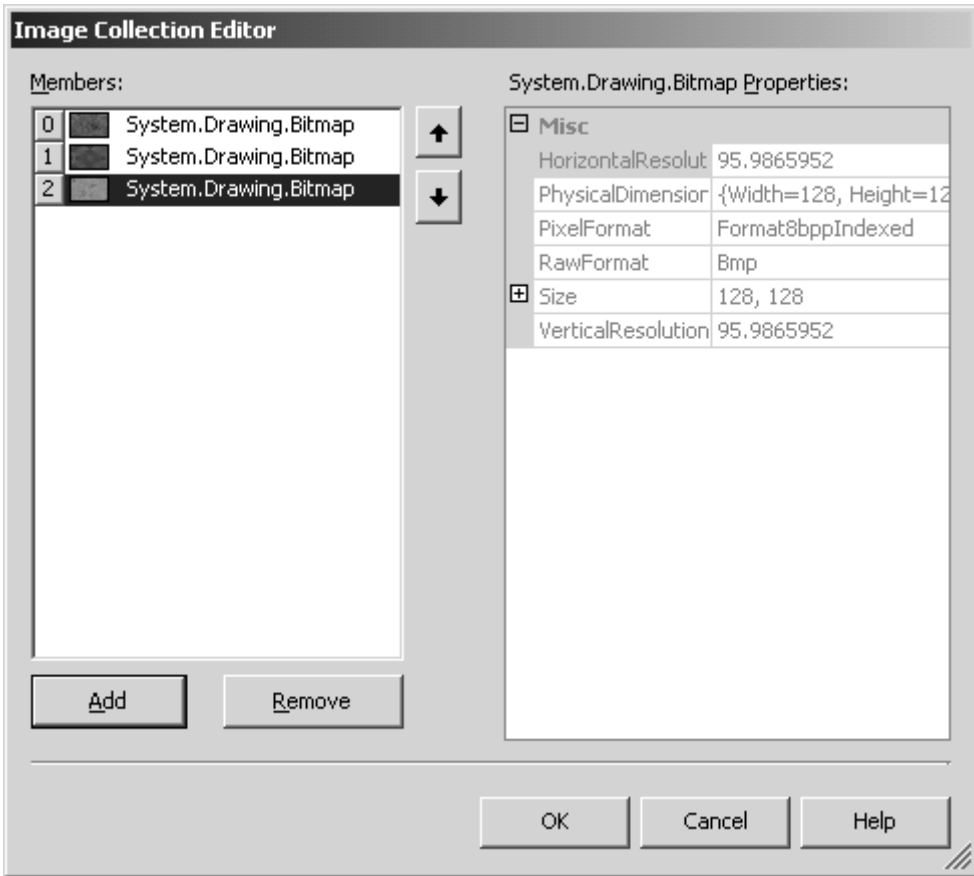 Image Collection Editor
Members:
0 System.Drawing.Bitmap
1 System.Drawing.Bitmap
2 System.Drawing.Bitmap
Add Remove
System.Drawing.Bitmap Properties:
Misc
HorizontalResolut 95.9865952
PhysicalDimension {Width=128, Height=12
PixelFormat Format8bppIndexed
RawFormat Bmp
Size 128, 128
VerticalResolution 95.9865952
OK Cancel Help